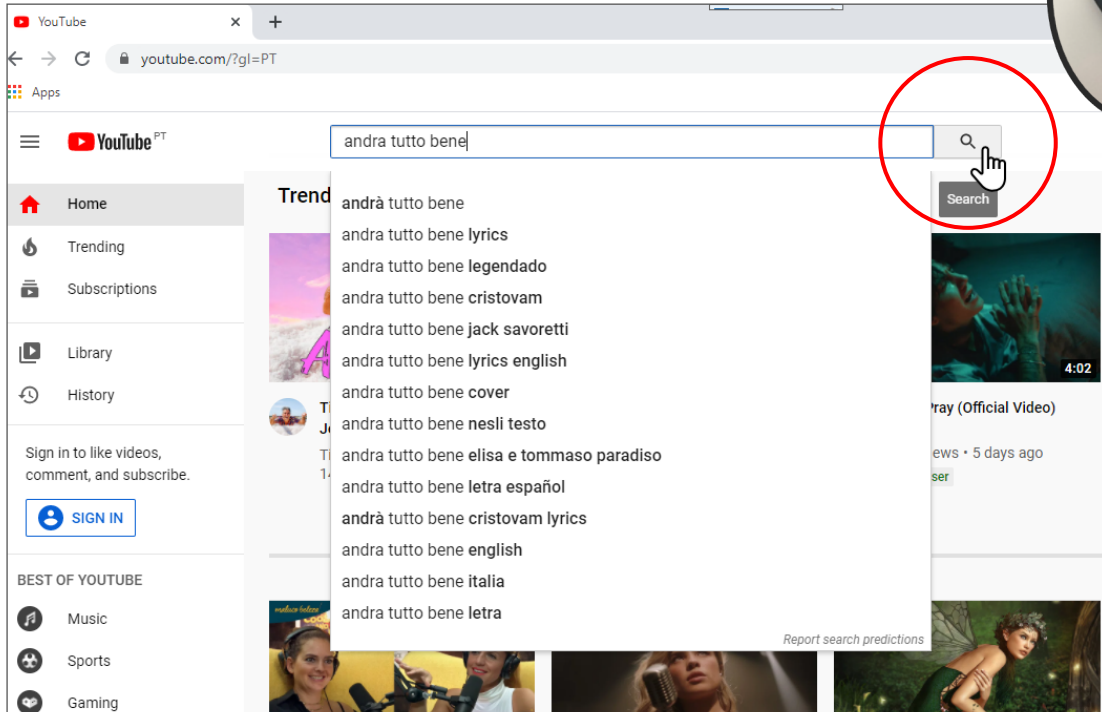 YouTube
youtube.com/?gl=PT
Apps
YouTube PT
andra tutto bene
Search
Home
Trending
Subscriptions
Library
History
Sign in to like videos,
comment, and subscribe.
SIGN IN
BEST OF YOUTUBE
Music
Sports
Gaming
Trend
andrà tutto bene
andra tutto bene lyrics
andra tutto bene legendado
andra tutto bene cristovam
andra tutto bene jack savoretti
andra tutto bene lyrics english
andra tutto bene cover
andra tutto bene nesli testo
andra tutto bene elisa e tommaso paradiso
andra tutto bene letra español
andrà tutto bene cristovam lyrics
andra tutto bene english
andra tutto bene italia
andra tutto bene letra
Report search predictions
4:02
Pray (Official Video)
ews • 5 days ago
ser